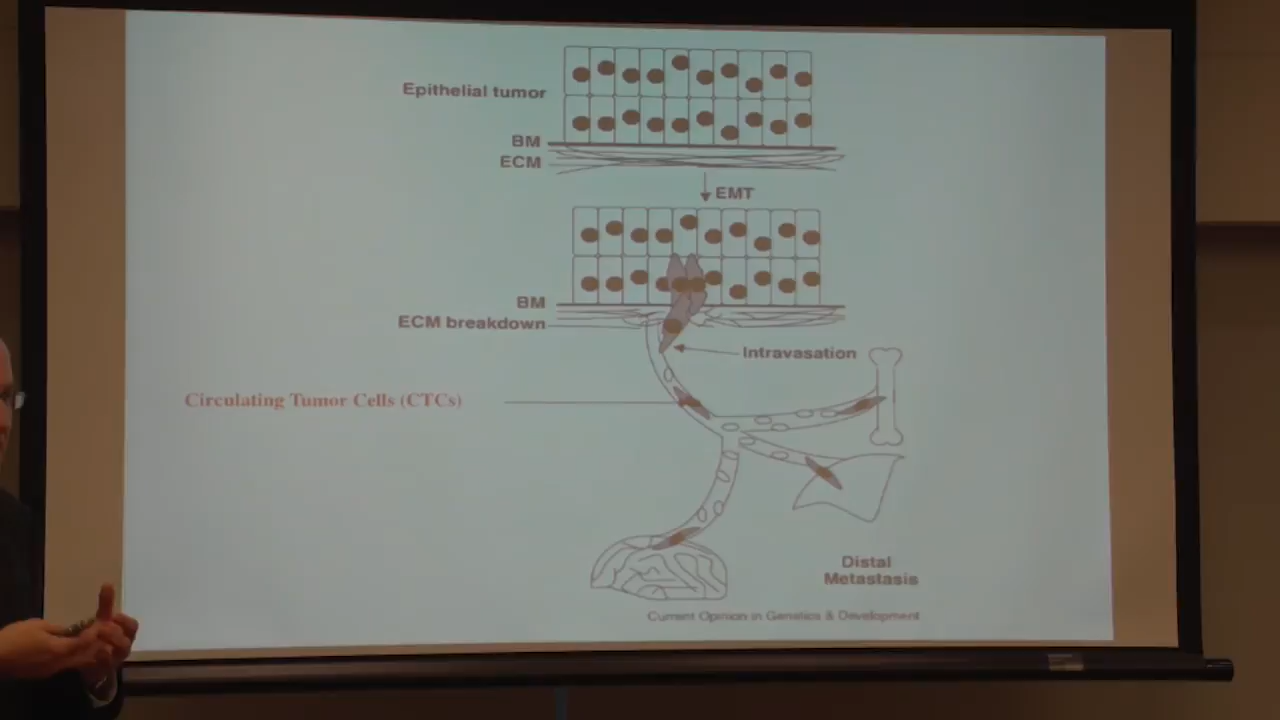 Epithelial tumor
BM
ECM
EMT
BM
ECM breakdown
Intravasation
Circulating Tumor Cells (CTCs)
Distal
Metastasis
Current Opinion in Genetics & Development